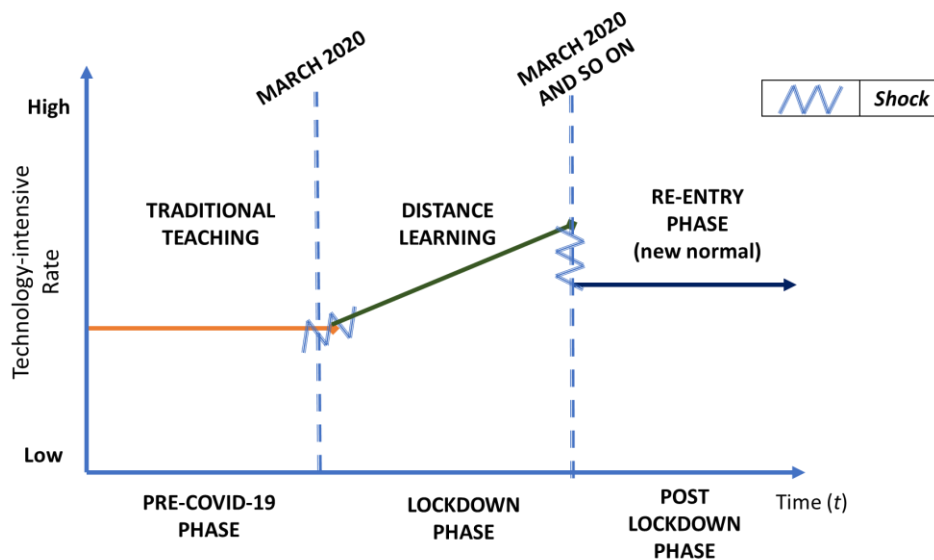 MARCH 2020
MARCH 2020
AND SO ON
High
Shock
TRADITIONAL
TEACHING
DISTANCE
LEARNING
RE-ENTRY
PHASE
(new normal)
Technology-intensive
Rate
Low
PRE-COVID-19
PHASE
LOCKDOWN
PHASE
POST
LOCKDOWN
PHASE
Time (t)